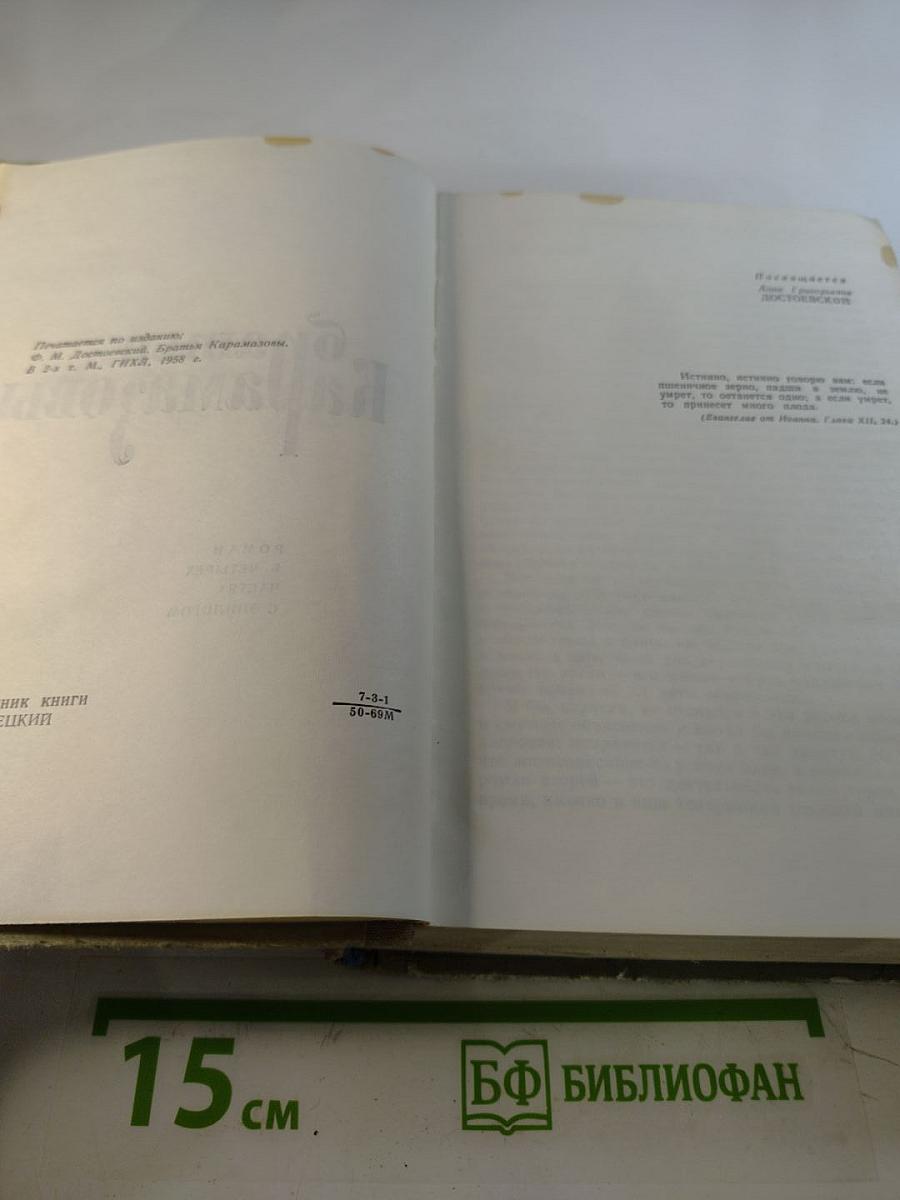 Печатается по изданию:
Ф. М. Достоевский. Братья Карамазовы.
В 2-х т. М., ГИХЛ, 1958 г.
НИК КНИГИ
ЕЦКИЙ
7-3-1
50-69М
Посвящается
Анне Григорьевне
ДОСТОЕВСКОЙ
Истинно, истинно говорю вам: если
пшеничное зерно, падши в землю, не
умрет, то останется одно; а если умрет,
то принесет много плода.
(Евангелие от Иоанна. Глава XII, 24.)
15 см
БФ БИБЛИОФАН